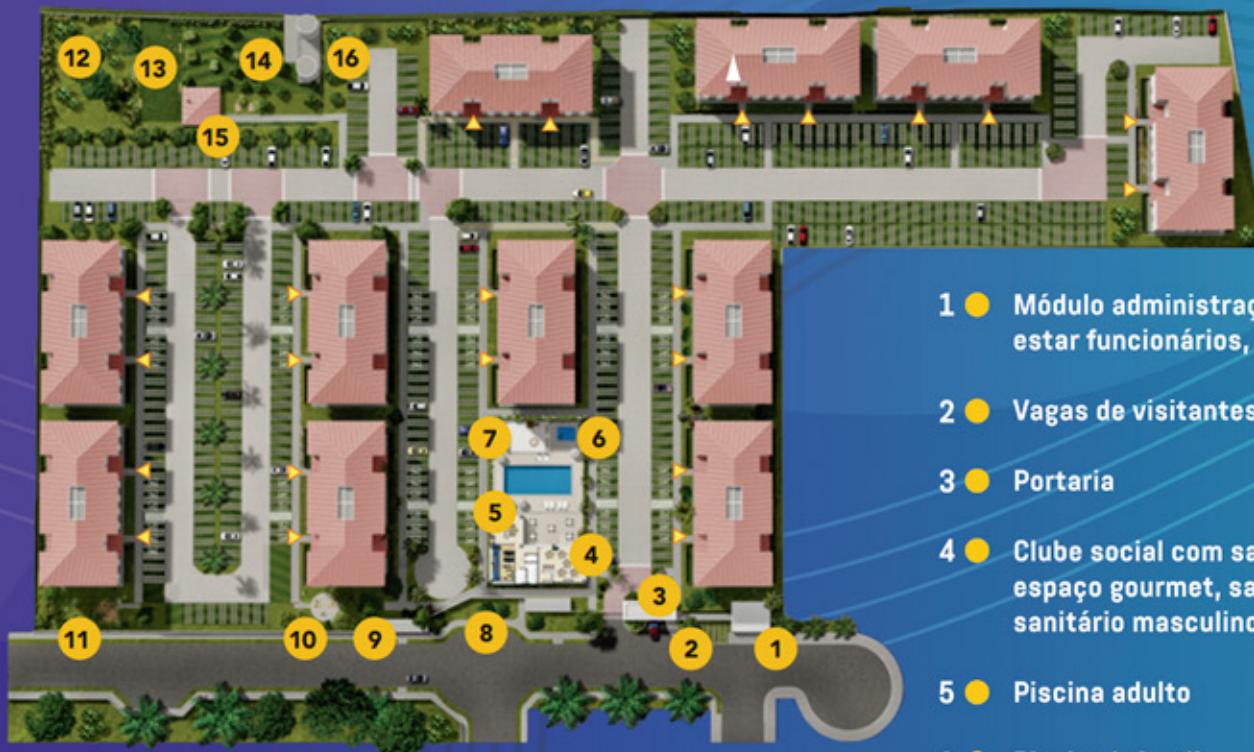 12
13
14
16
15
7
6
5
4
3
11
10
9
8
2
1
1 Módulo administraç
estar funcionários,
2 Vagas de visitantes
3 Portaria
4 Clube social com sa
espaço gourmet, sa
sanitário masculino
5 Piscina adulto